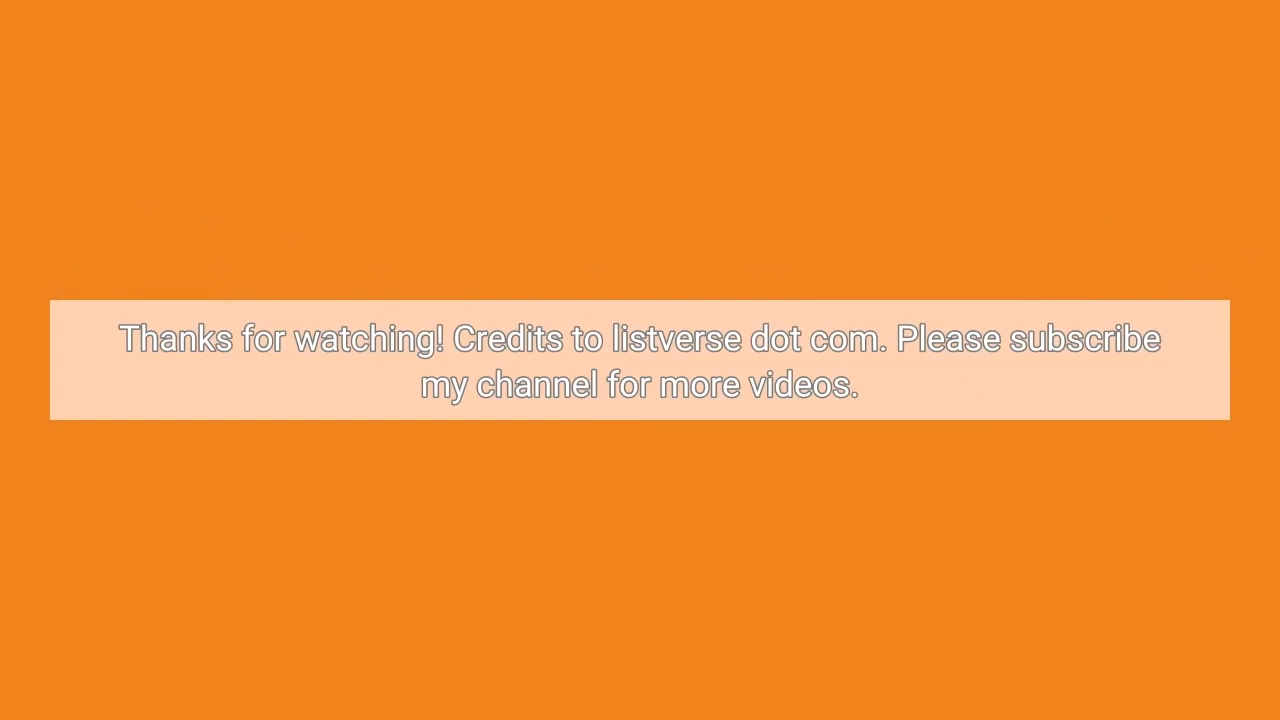 Thanks for watching! Credits to listverse dot com. Please subscribe
my channel for more videos.